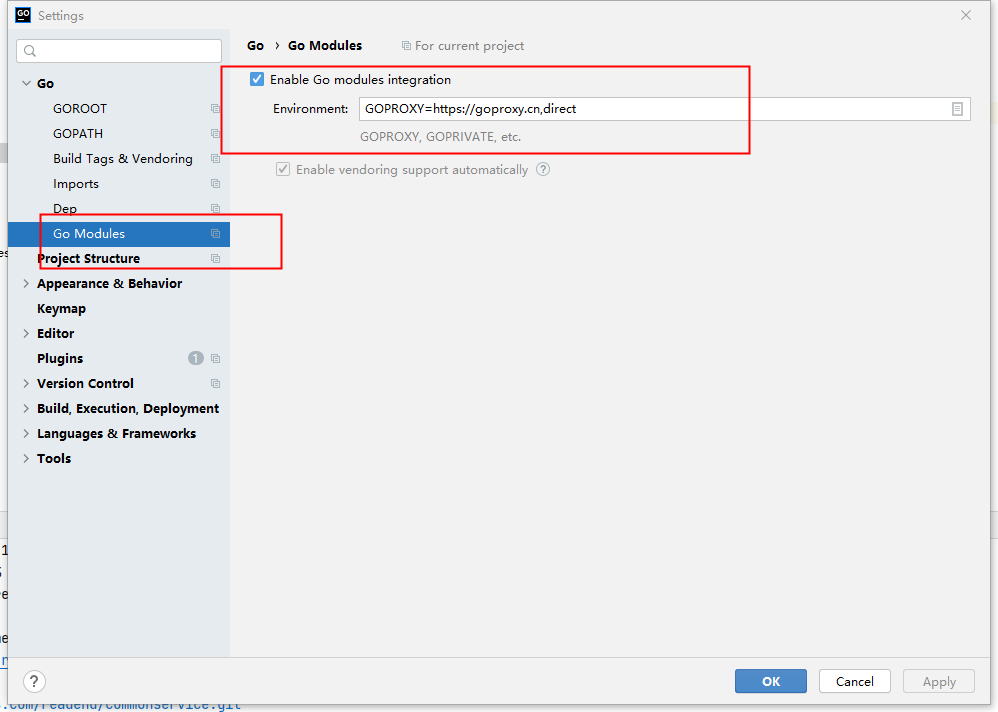 GO Settings
Go › Go Modules For current project
Go
GOROOT
GOPATH
Build Tags & Vendoring
Imports
Dep
Go Modules
Project Structure
Appearance & Behavior
Keymap
Editor
Plugins 1
Version Control
Build, Execution, Deployment
Languages & Frameworks
Tools
Enable Go modules integration
Environment: GOPROXY=https://goproxy.cn,direct
GOPROXY, GOPRIVATE, etc.
Enable vendoring support automatically ?
? OK Cancel Apply
.com/readend/commonservice.git